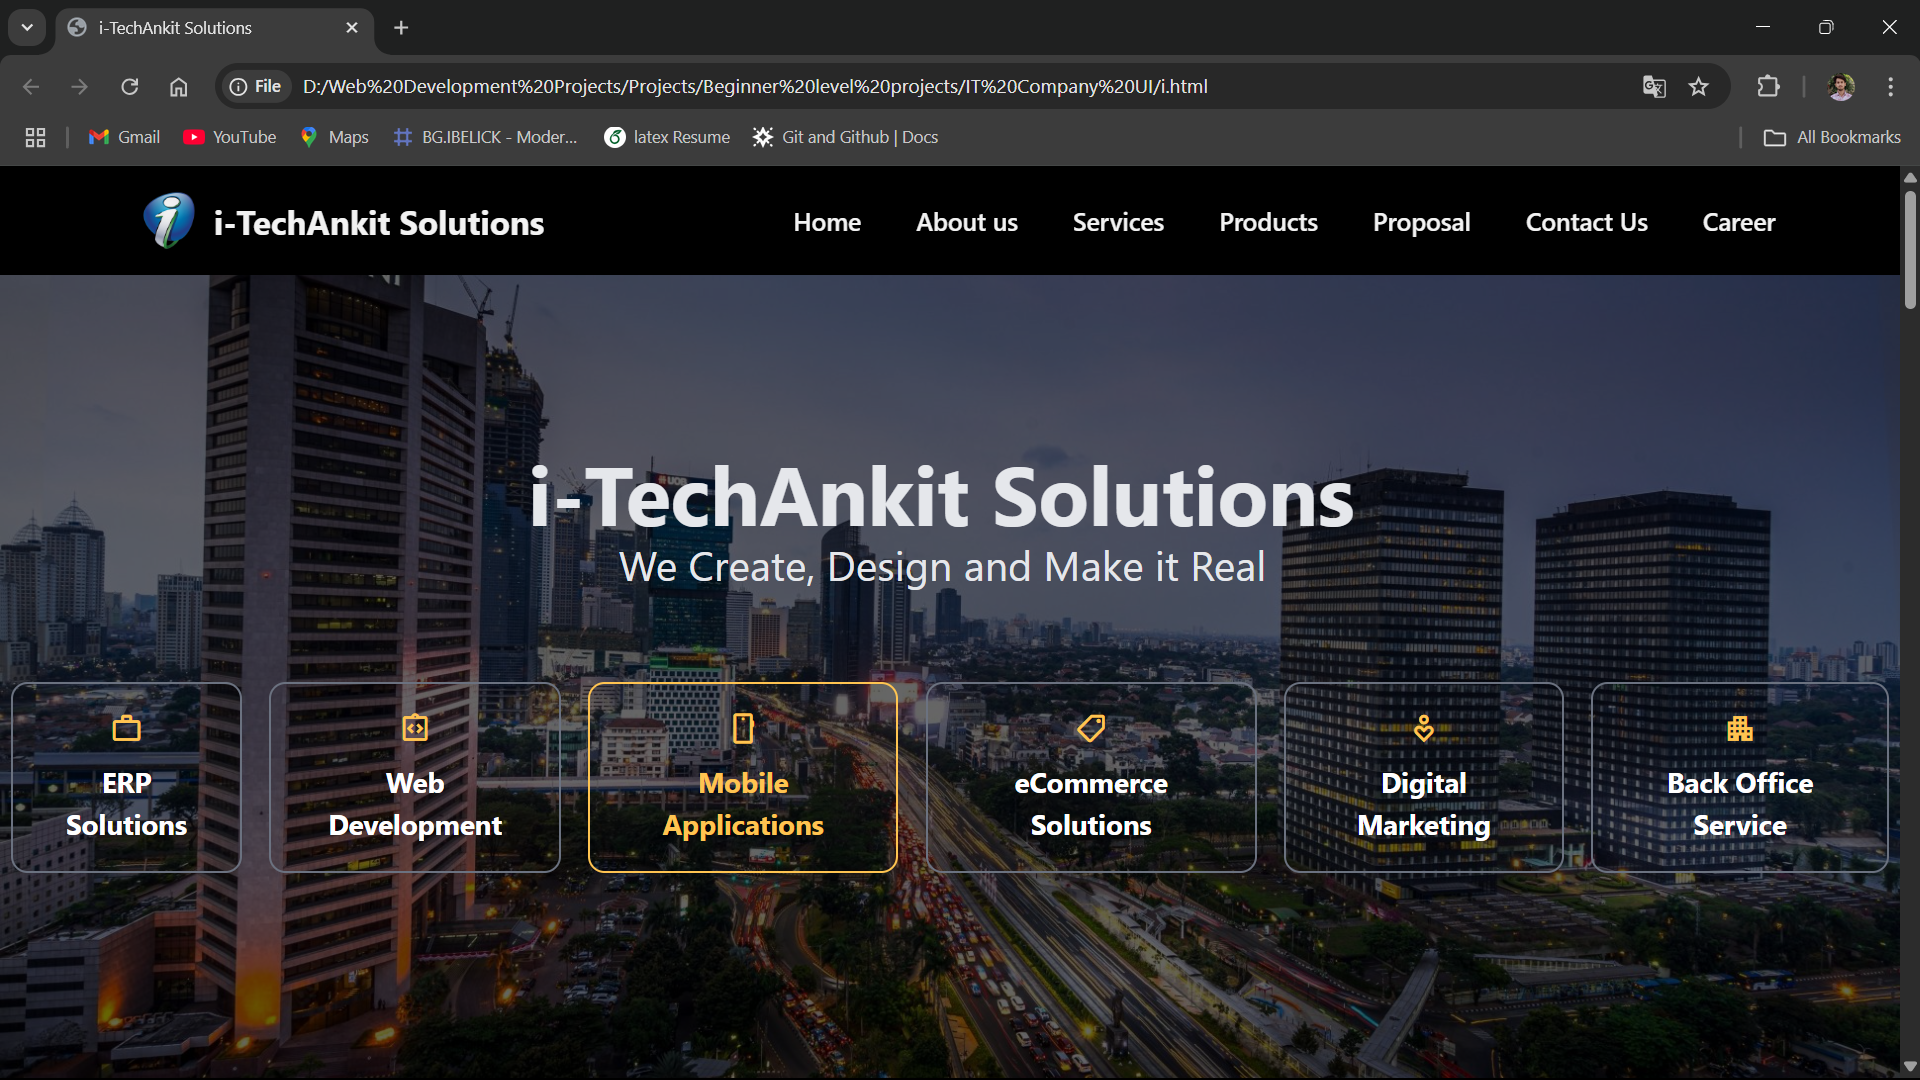 i-TechAnkit Solutions
File
D:/Web%20Development%20Projects/Projects/Beginner%20level%20projects/IT%20Company%20UI/i.html
Gmail
YouTube
Maps
BG.IBELICK - Moder...
latex Resume
Git and Github | Docs
All Bookmarks
i-TechAnkit Solutions
Home
About us
Services
Products
Proposal
Contact Us
Career
i-TechAnkit Solutions
We Create, Design and Make it Real
ERP
Solutions
Web
Development
Mobile
Applications
eCommerce
Solutions
Digital
Marketing
Back Office
Service